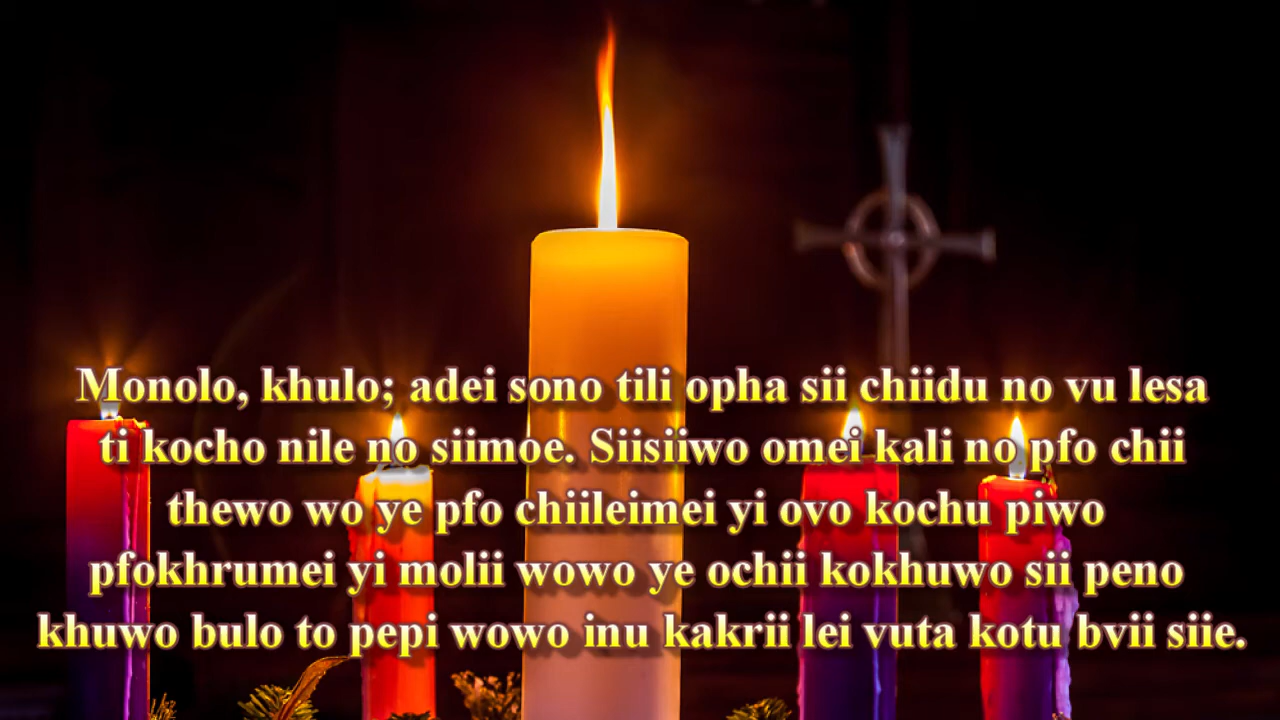 Monolo, khulo; adei sono tili opha sii chiidu no vu lesa
ti kocho nile no siimoe. Siisiiwo omei kali no pfo chii
thewo wo ye pfo chiileimei yi ovo kochu piwo
pfokhrumei yi molii wowo ye ochii kokhuwo sii peno
khuwo bulo to pepi wowo inu kakrii lei vuta kotu bvii siie.